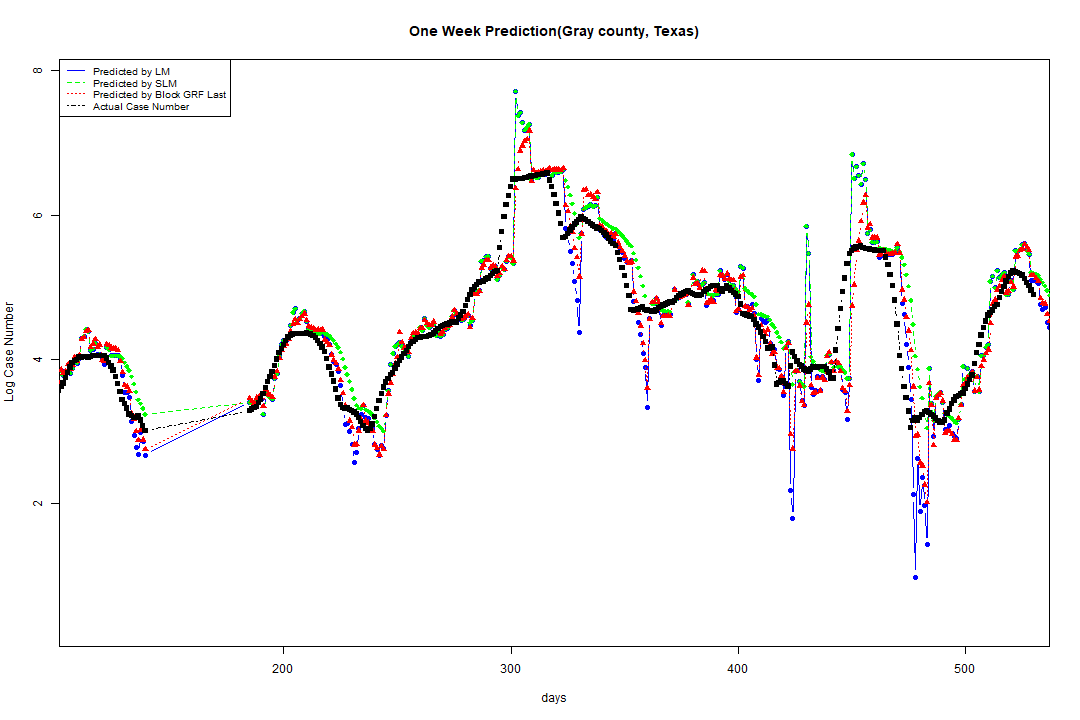 One Week Prediction(Gray county, Texas)
Predicted by LM
Predicted by SLM
Predicted by Block GRF Last
Actual Case Number
8
6
4
2
Log Case Number
200 300 400 500
days